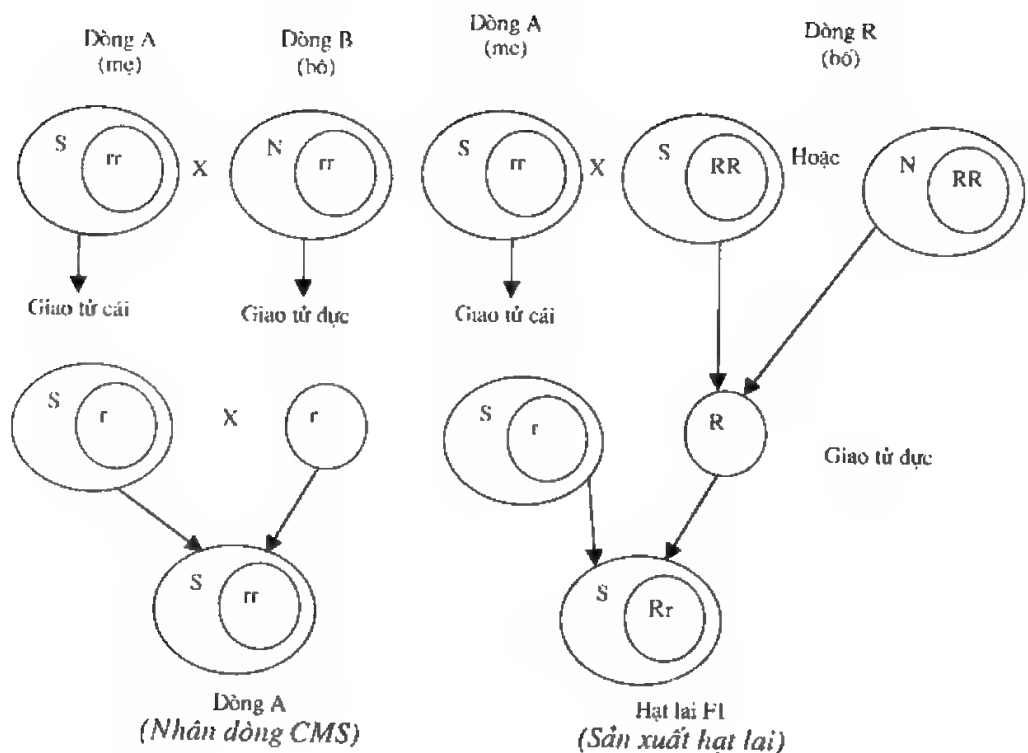 Dòng A
(mẹ)
Dòng B
(bố)
Dòng A
(mẹ)
Dòng R
(bố)
S
rr
X
N
rr
S
rr
X
S
RR
Hoặc
N
RR
Giao tử cái
Giao tử đực
Giao tử cái
S
r
X
r
S
r
R
Giao tử đực
S
rr
S
Rr
Dòng A
(Nhân dòng CMS)
Hạt lai F1
(Sản xuất hạt lai)